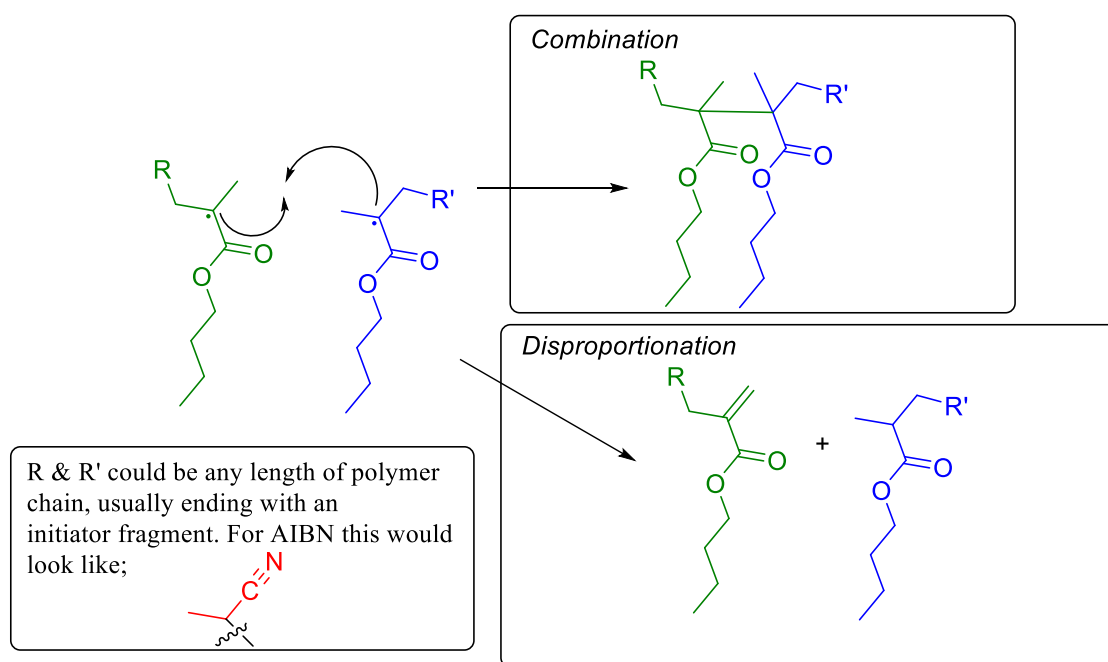 Combination
R
R'
O
O
O
O
R
R'
O
O
O
O
Disproportionation
R
R'
+
O
O
O
O
R & R' could be any length of polymer
chain, usually ending with an
initiator fragment. For AIBN this would
look like;
N
C